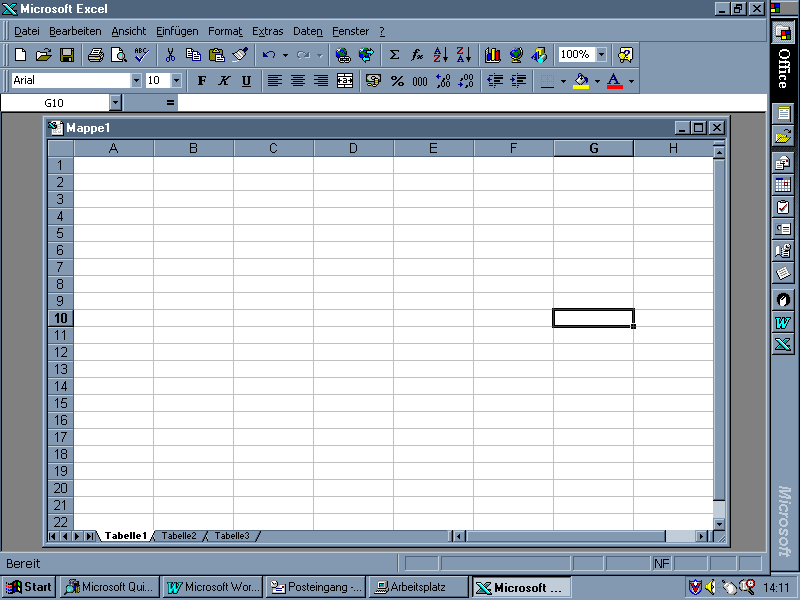 Microsoft Excel
Datei Bearbeiten Ansicht Einfügen Format Extras Daten Fenster ?
100%
Arial 10 F K U % 000
G10 =
Mappe1
A B C D E F G H
1
2
3
4
5
6
7
8
9
10
11
12
13
14
15
16
17
18
19
20
21
22
Tabelle1 Tabelle2 Tabelle3
Bereit NF
Start Microsoft Qui... Microsoft Wor... Posteingang -... Arbeitsplatz Microsoft ... 14:11
Office
Microsoft